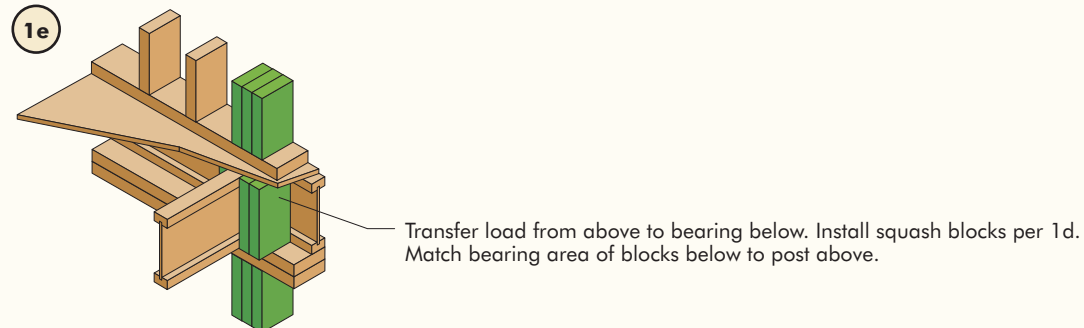 1e
Transfer load from above to bearing below. Install squash blocks per 1d.
Match bearing area of blocks below to post above.